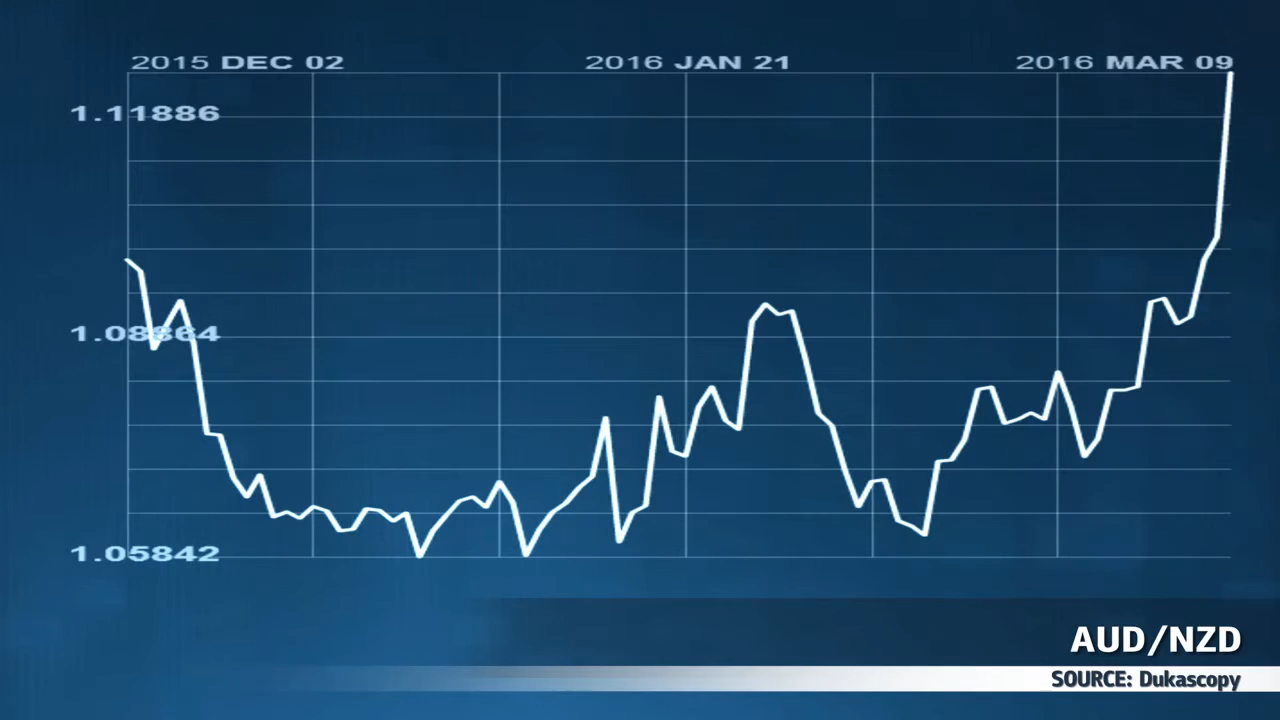 2015 DEC 02
2016 JAN 21
2016 MAR 09
1.11886
1.08864
1.05842
AUD/NZD
SOURCE: Dukascopy